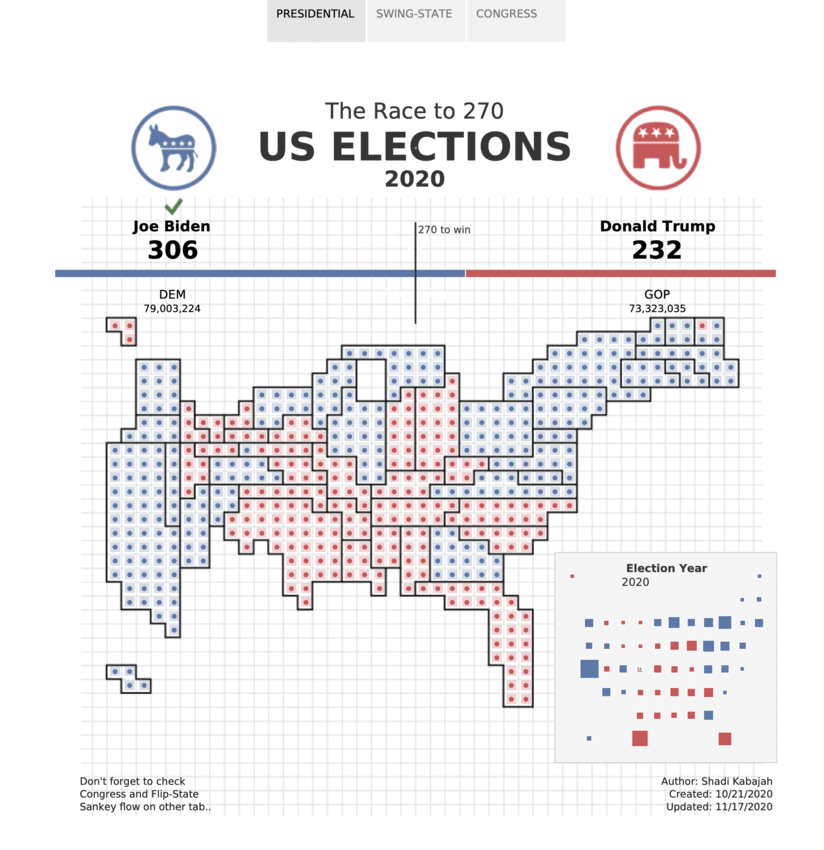 PRESIDENTIAL SWING-STATE CONGRESS
The Race to 270
US ELECTIONS
2020
Joe Biden
306
270 to win
Donald Trump
232
DEM
79,003,224
GOP
73,323,035
Election Year
2020
Don't forget to check
Congress and Flip-State
Sankey flow on other tab..
Author: Shadi Kabajah
Created: 10/21/2020
Updated: 11/17/2020